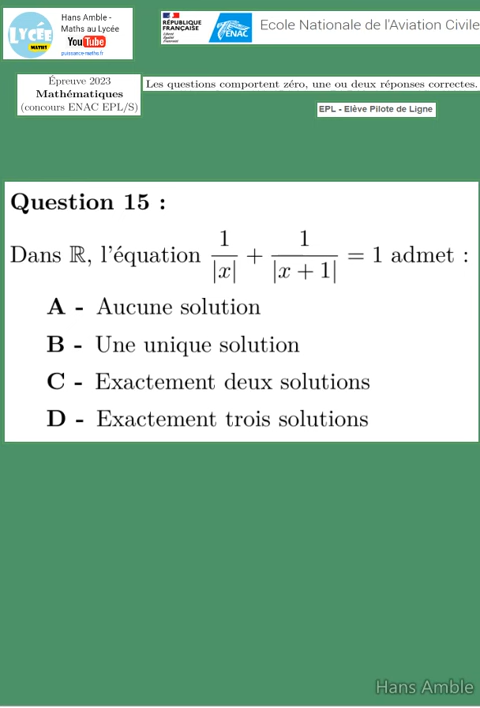 Hans Amble -
Maths au Lycée
LYCÉE
MATHS
YouTube
puissance-maths.fr
RÉPUBLIQUE
FRANÇAISE
Liberté
Égalité
Fraternité
ENAC
Ecole Nationale de l'Aviation Civile
Épreuve 2023
Mathématiques
(concours ENAC EPL/S)
Les questions comportent zéro, une ou deux réponses correctes.
EPL - Elève Pilote de Ligne
Question 15 :
Dans ℝ, l'équation 1/|x| + 1/|x + 1| = 1 admet :
A - Aucune solution
B - Une unique solution
C - Exactement deux solutions
D - Exactement trois solutions
Hans Amble